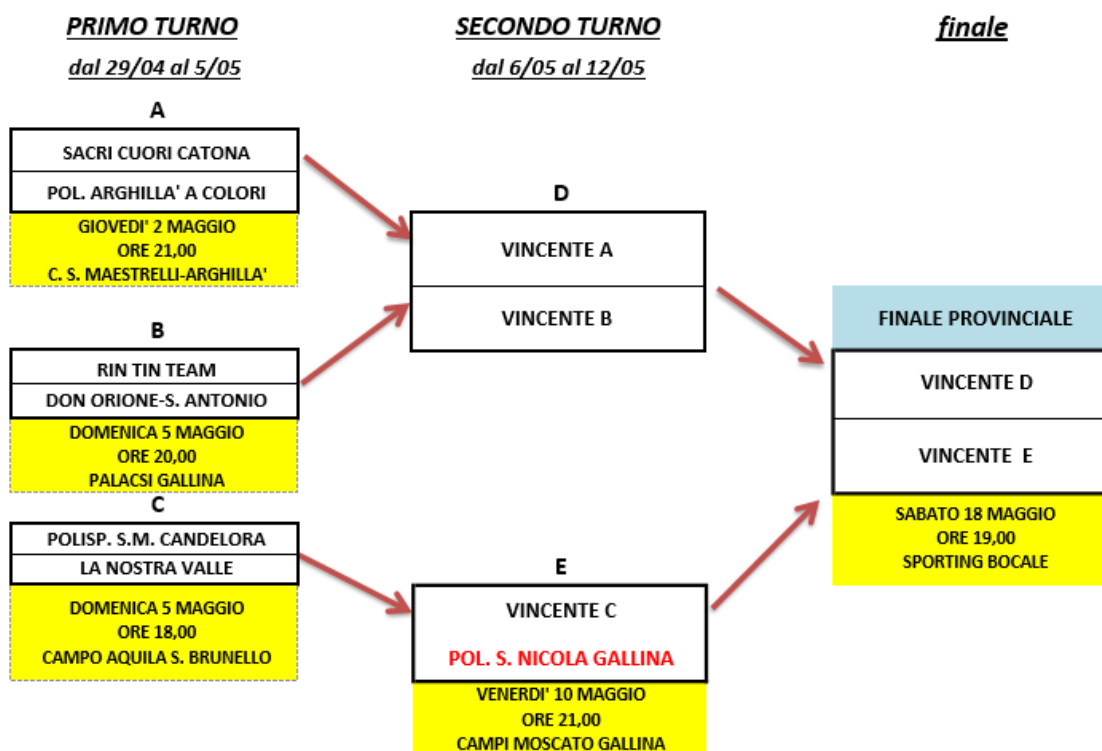 PRIMO TURNO
dal 29/04 al 5/05
A
SACRI CUORI CATONA
POL. ARGHILLA' A COLORI
GIOVEDI' 2 MAGGIO
ORE 21,00
C. S. MAESTRELLI-ARGHILLA'
B
RIN TIN TEAM
DON ORIONE-S. ANTONIO
DOMENICA 5 MAGGIO
ORE 20,00
PALACSI GALLINA
C
POLISP. S.M. CANDELORA
LA NOSTRA VALLE
DOMENICA 5 MAGGIO
ORE 18,00
CAMPO AQUILA S. BRUNELLO
SECONDO TURNO
dal 6/05 al 12/05
D
VINCENTE A
VINCENTE B
E
VINCENTE C
POL. S. NICOLA GALLINA
VENERDI' 10 MAGGIO
ORE 21,00
CAMPI MOSCATO GALLINA
finale
FINALE PROVINCIALE
VINCENTE D
VINCENTE E
SABATO 18 MAGGIO
ORE 19,00
SPORTING BOCALE